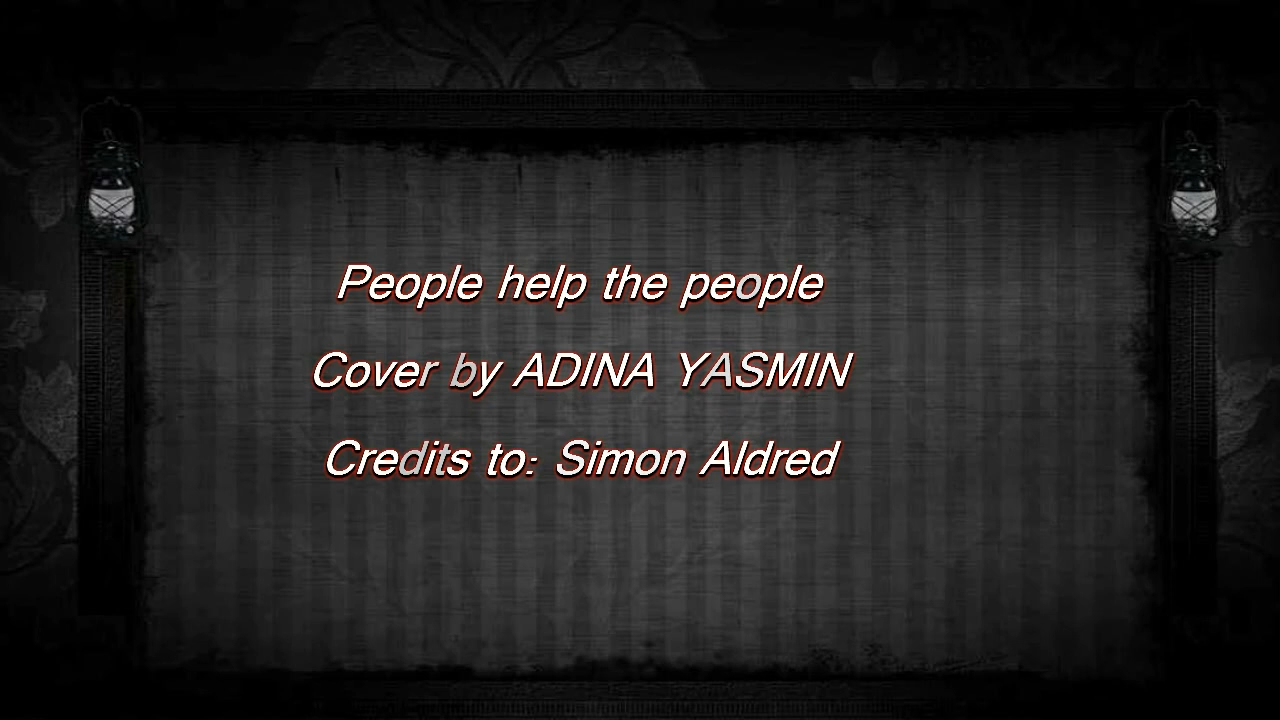 People help the people
Cover by ADINA YASMIN
Credits to: Simon Aldred